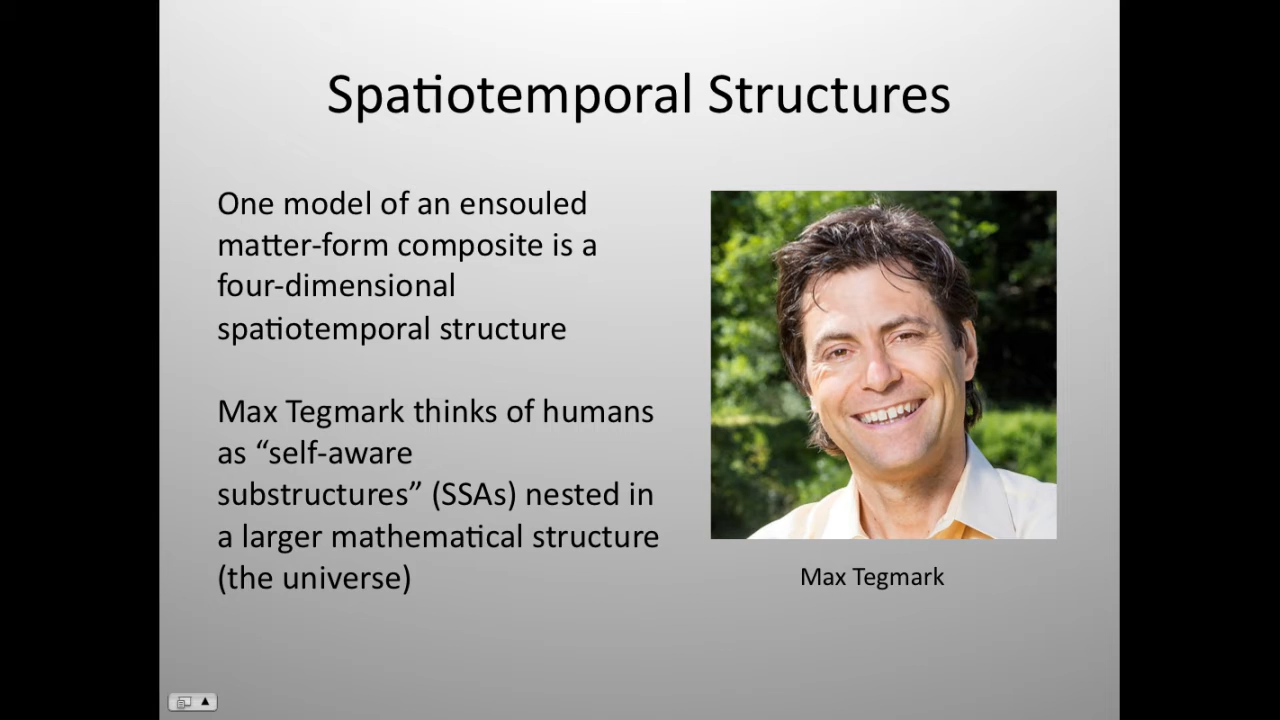 Spatiotemporal Structures
One model of an ensouled
matter-form composite is a
four-dimensional
spatiotemporal structure
Max Tegmark thinks of humans
as “self-aware
substructures” (SSAs) nested in
a larger mathematical structure
(the universe)
Max Tegmark